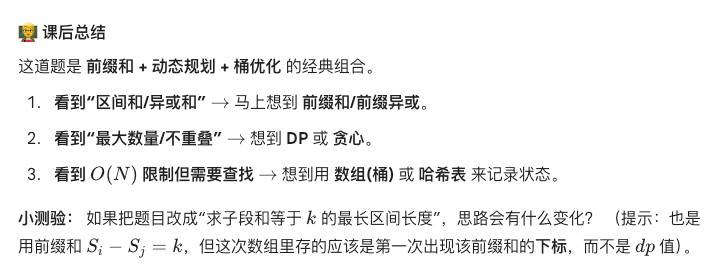 👨‍🏫 课后总结
这道题是 前缀和 + 动态规划 + 桶优化 的经典组合。
1. 看到“区间和/异或和” → 马上想到 前缀和/前缀异或。
2. 看到“最大数量/不重叠” → 想到 DP 或 贪心。
3. 看到 O(N) 限制但需要查找 → 想到用 数组(桶) 或 哈希表 来记录状态。
小测验： 如果把题目改成“求子段和等于 k 的最长区间长度”，思路会有什么变化？ （提示：也是
用前缀和 S_i − S_j = k，但这次数组里存的应该是第一次出现该前缀和的下标，而不是 dp 值）。